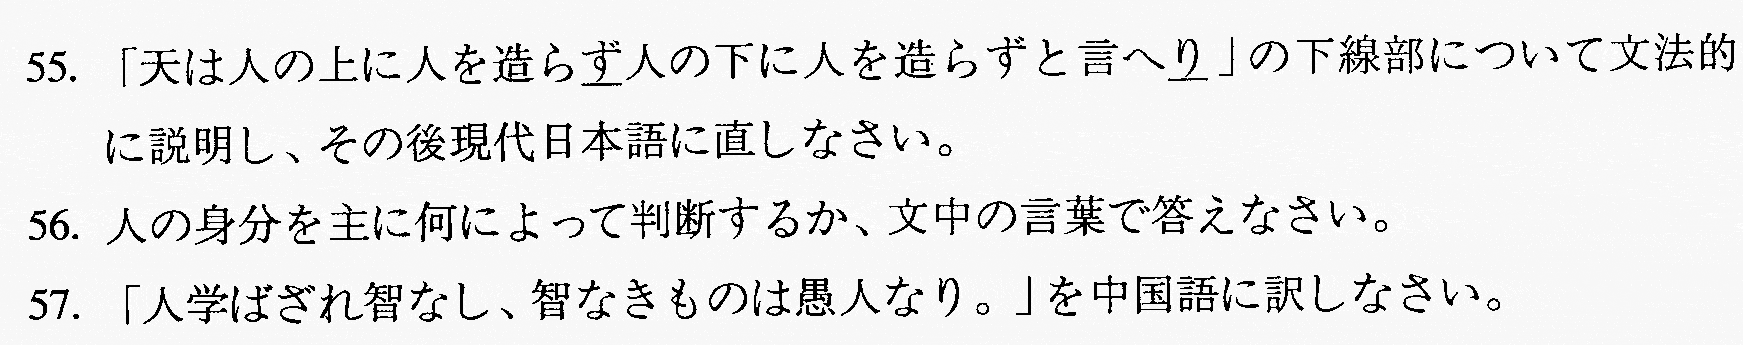 55. 「天は人の上に人を造らず人の下に人を造らずと言へり」の下線部について文法的
に説明し、その後現代日本語に直しなさい。
56. 人の身分を主に何によって判断するか、文中の言葉で答えなさい。
57. 「人学ばざれ智なし、智なきものは愚人なり。」を中国語に訳しなさい。